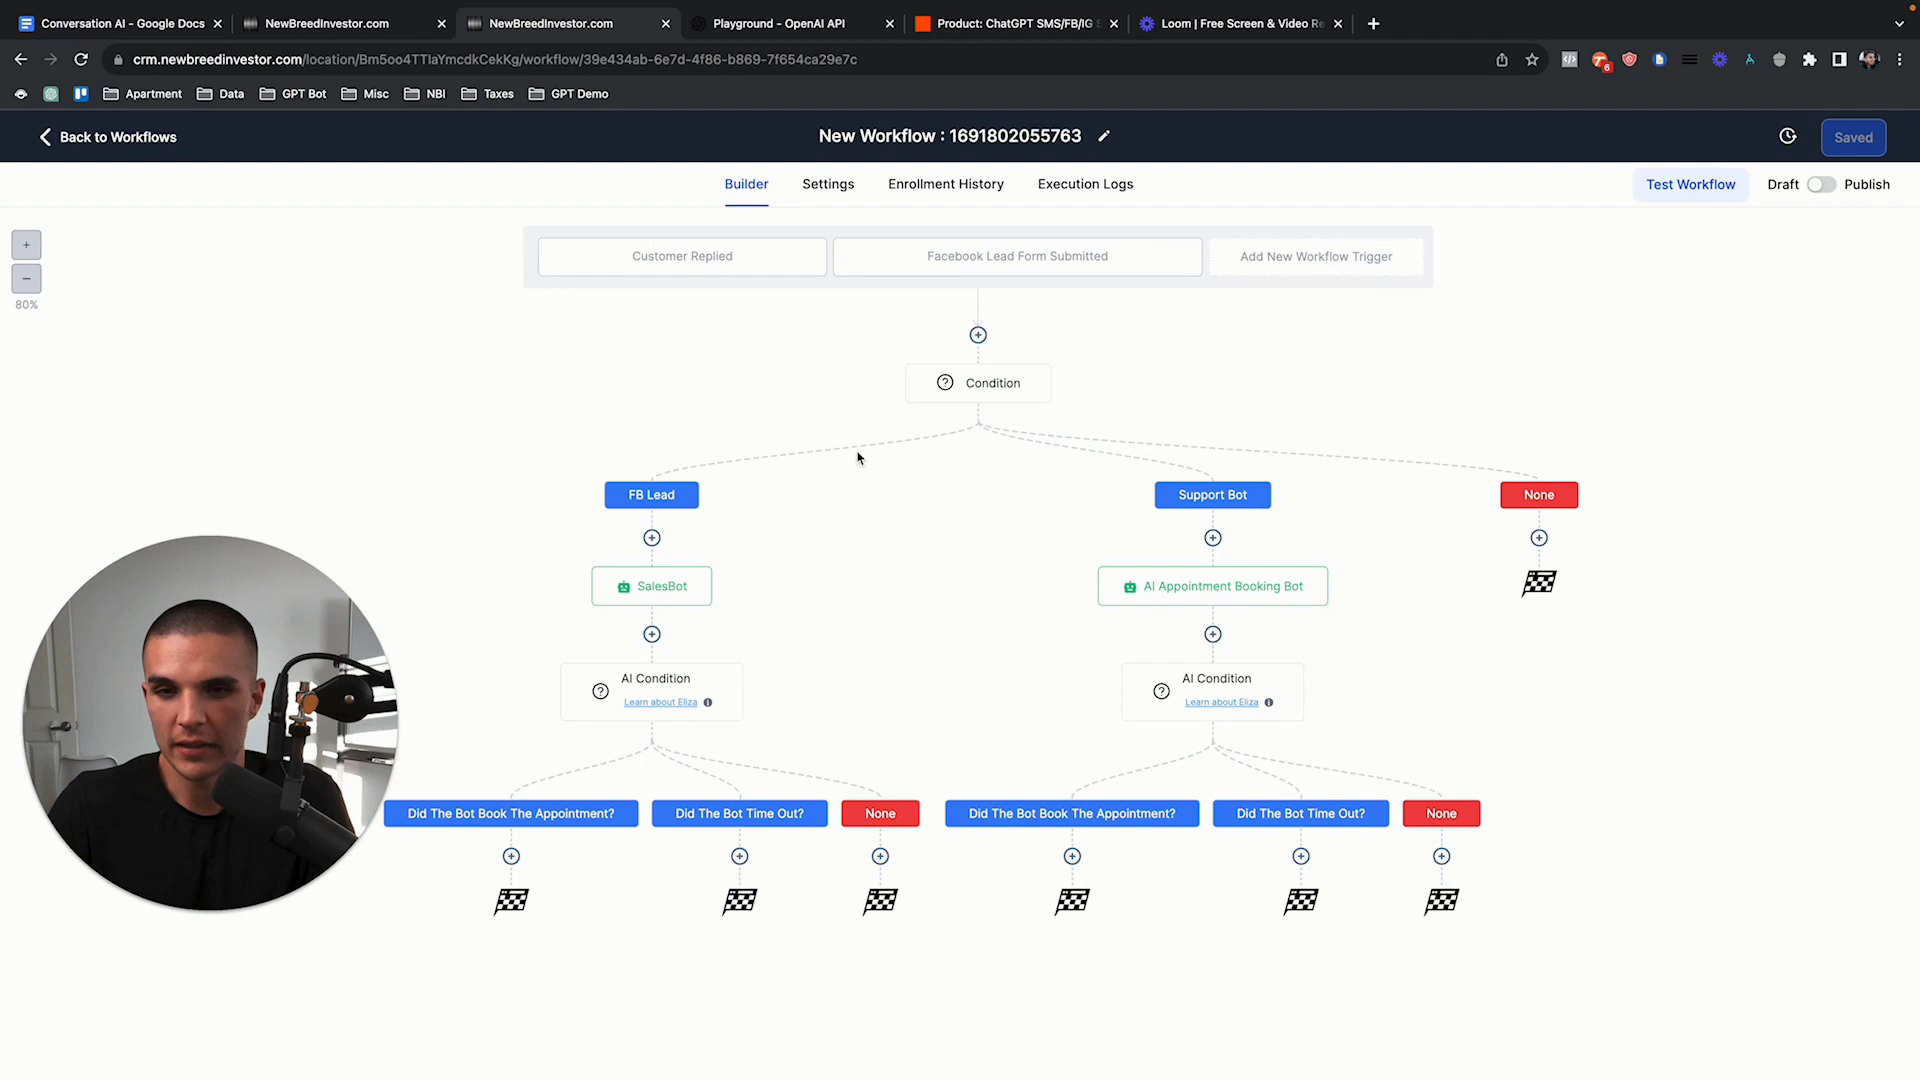 Conversation AI - Google Docs
NewBreedInvestor.com
NewBreedInvestor.com
Playground - OpenAI API
Product: ChatGPT SMS/FB/IG S
Loom | Free Screen & Video Re
crm.newbreedinvestor.com/location/Bm5oo4TTlaYmcdkCekKg/workflow/39e434ab-6e7d-4f86-b869-7f654ca29e7c
6
Apartment
Data
GPT Bot
Misc
NBI
Taxes
GPT Demo
Back to Workflows
New Workflow : 1691802055763
Saved
Builder
Settings
Enrollment History
Execution Logs
Test Workflow
Draft
Publish
+
−
80%
Customer Replied
Facebook Lead Form Submitted
Add New Workflow Trigger
Condition
FB Lead
Support Bot
None
SalesBot
AI Appointment Booking Bot
AI Condition
Learn about Eliza
AI Condition
Learn about Eliza
Did The Bot Book The Appointment?
Did The Bot Time Out?
None
Did The Bot Book The Appointment?
Did The Bot Time Out?
None